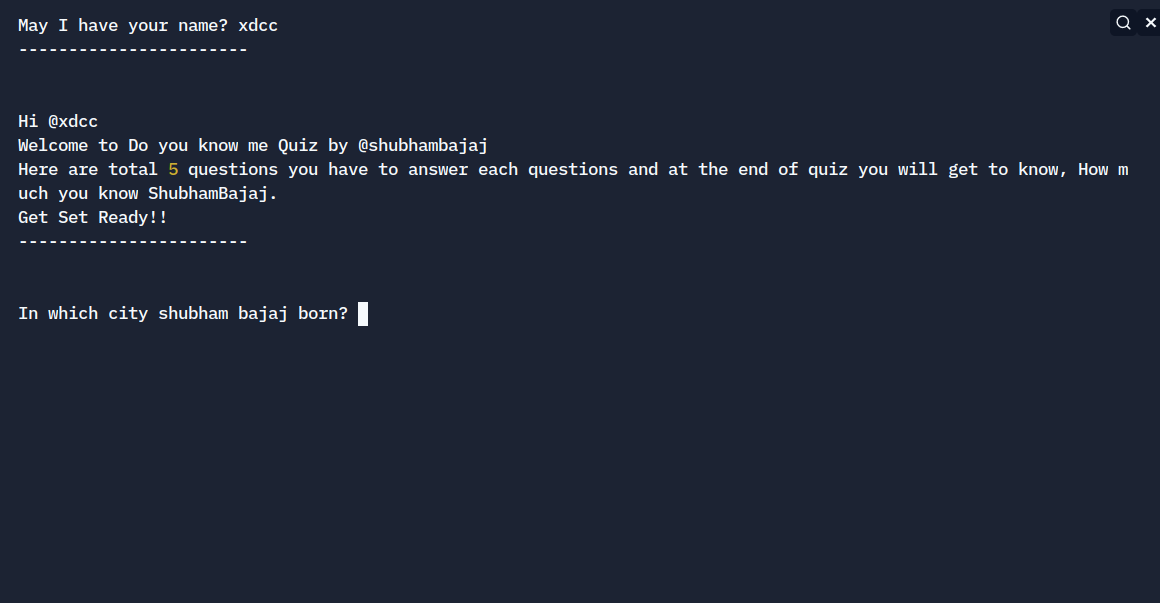 May I have your name? xdcc
-----------------------
Hi @xdcc
Welcome to Do you know me Quiz by @shubhambajaj
Here are total 5 questions you have to answer each questions and at the end of quiz you will get to know, How m
uch you know ShubhamBajaj.
Get Set Ready!!
-----------------------
In which city shubham bajaj born?